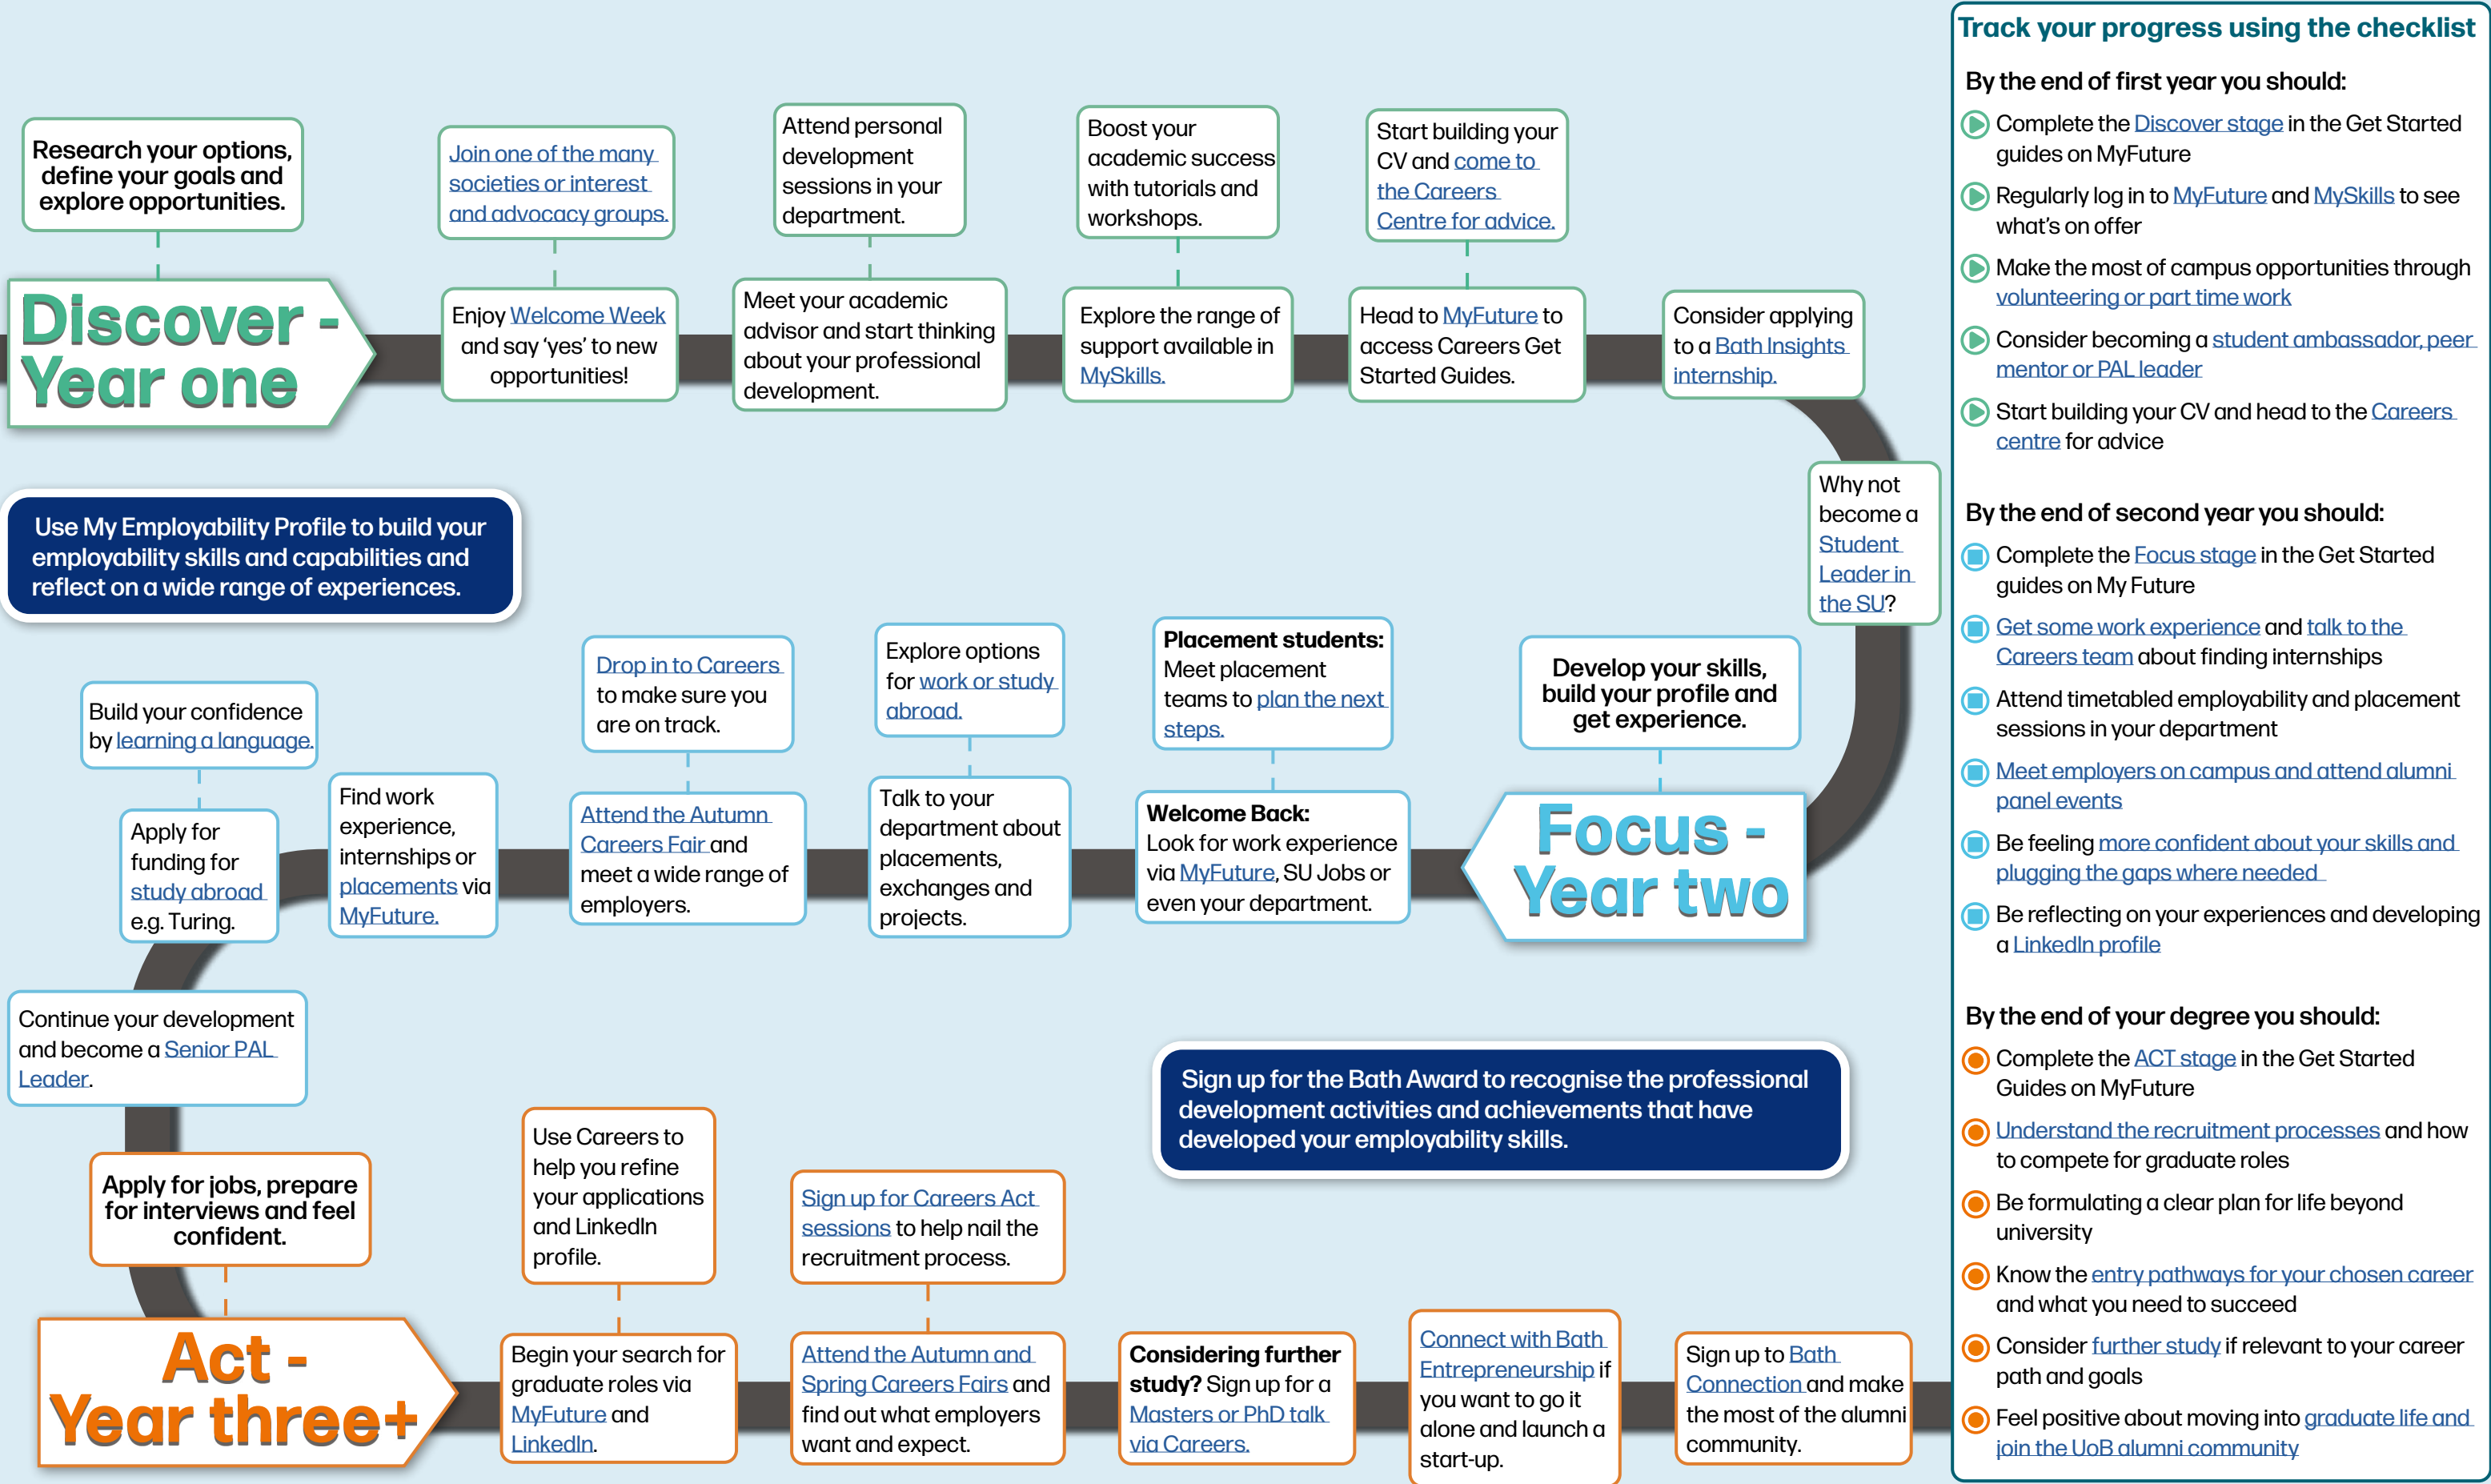 Research your options,
define your goals and
explore opportunities.
Discover -
Year one
Join one of the many
societies or interest
and advocacy groups.
Enjoy Welcome Week
and say ‘yes’ to new
opportunities!
Attend personal
development
sessions in your
department.
Meet your academic
advisor and start thinking
about your professional
development.
Boost your
academic success
with tutorials and
workshops.
Explore the range of
support available in
MySkills.
Start building your
CV and come to
the Careers
Centre for advice.
Head to MyFuture to
access Careers Get
Started Guides.
Consider applying
to a Bath Insights
internship.
Why not
become a
Student
Leader in
the SU?
Use My Employability Profile to build your
employability skills and capabilities and
reflect on a wide range of experiences.
Develop your skills,
build your profile and
get experience.
Focus -
Year two
Placement students:
Meet placement
teams to plan the next
steps.
Welcome Back:
Look for work experience
via MyFuture, SU Jobs or
even your department.
Explore options
for work or study
abroad.
Talk to your
department about
placements,
exchanges and
projects.
Drop in to Careers
to make sure you
are on track.
Attend the Autumn
Careers Fair and
meet a wide range of
employers.
Find work
experience,
internships or
placements via
MyFuture.
Build your confidence
by learning a language.
Apply for
funding for
study abroad
e.g. Turing.
Continue your development
and become a Senior PAL
Leader.
Sign up for the Bath Award to recognise the professional
development activities and achievements that have
developed your employability skills.
Apply for jobs, prepare
for interviews and feel
confident.
Act -
Year three+
Use Careers to
help you refine
your applications
and LinkedIn
profile.
Begin your search for
graduate roles via
MyFuture and
LinkedIn.
Sign up for Careers Act
sessions to help nail the
recruitment process.
Attend the Autumn and
Spring Careers Fairs and
find out what employers
want and expect.
Considering further
study? Sign up for a
Masters or PhD talk
via Careers.
Connect with Bath
Entrepreneurship if
you want to go it
alone and launch a
start-up.
Sign up to Bath
Connection and make
the most of the alumni
community.
Track your progress using the checklist
By the end of first year you should:
Complete the Discover stage in the Get Started
guides on MyFuture
Regularly log in to MyFuture and MySkills to see
what's on offer
Make the most of campus opportunities through
volunteering or part time work
Consider becoming a student ambassador, peer
mentor or PAL leader
Start building your CV and head to the Careers
centre for advice
By the end of second year you should:
Complete the Focus stage in the Get Started
guides on My Future
Get some work experience and talk to the
Careers team about finding internships
Attend timetabled employability and placement
sessions in your department
Meet employers on campus and attend alumni
panel events
Be feeling more confident about your skills and
plugging the gaps where needed
Be reflecting on your experiences and developing
a LinkedIn profile
By the end of your degree you should:
Complete the ACT stage in the Get Started
Guides on MyFuture
Understand the recruitment processes and how
to compete for graduate roles
Be formulating a clear plan for life beyond
university
Know the entry pathways for your chosen career
and what you need to succeed
Consider further study if relevant to your career
path and goals
Feel positive about moving into graduate life and
join the UoB alumni community